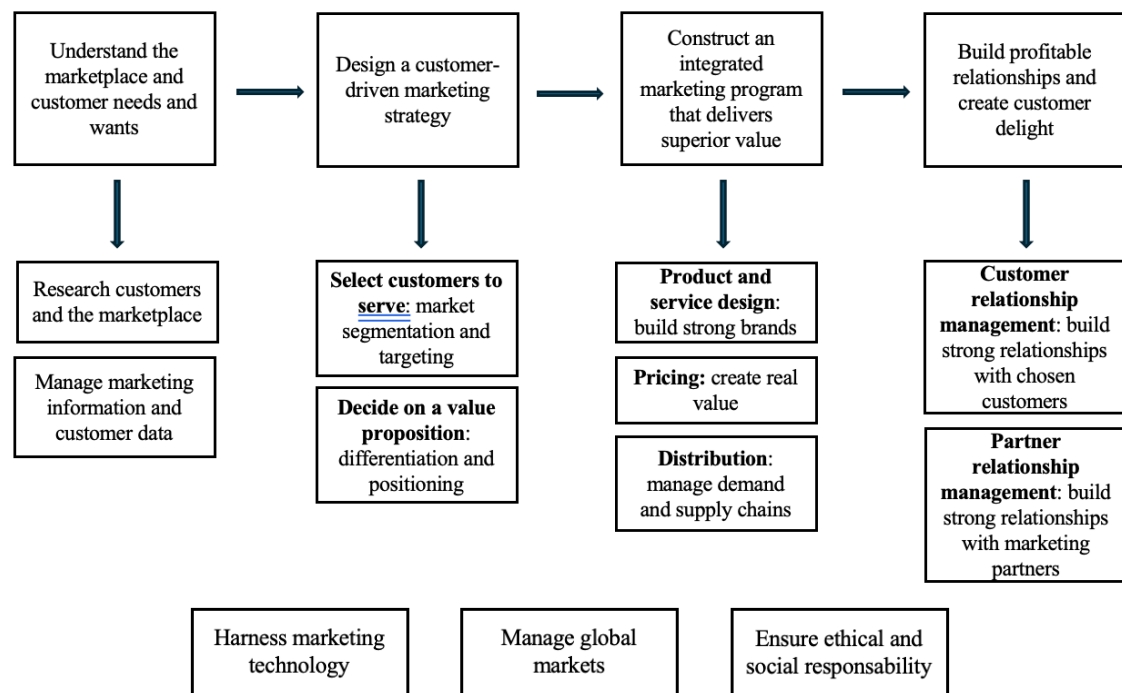 Understand the
marketplace and
customer needs and
wants
Design a customer-
driven marketing
strategy
Construct an
integrated
marketing program
that delivers
superior value
Build profitable
relationships and
create customer
delight
Research customers
and the marketplace
Manage marketing
information and
customer data
Select customers to
serve: market
segmentation and
targeting
Decide on a value
proposition:
differentiation and
positioning
Product and
service design:
build strong brands
Pricing: create real
value
Distribution:
manage demand
and supply chains
Customer
relationship
management: build
strong relationships
with chosen
customers
Partner
relationship
management: build
strong relationships
with marketing
partners
Harness marketing
technology
Manage global
markets
Ensure ethical and
social responsability